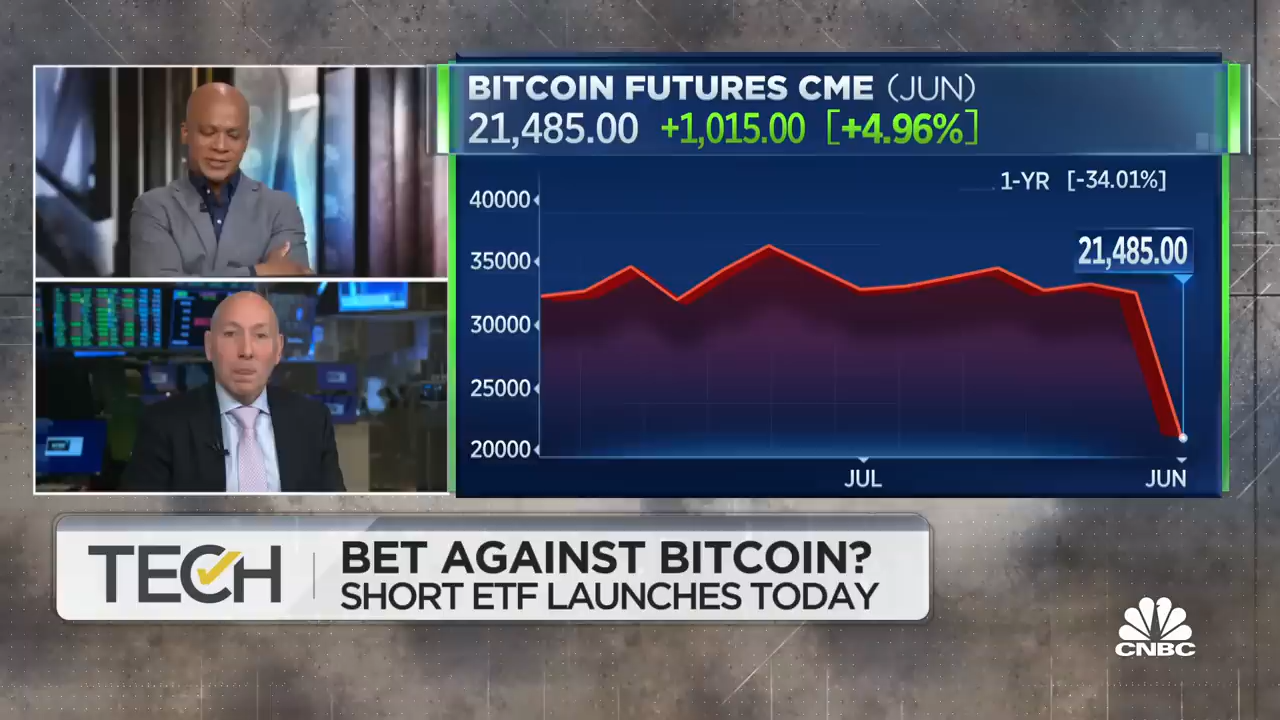 BITCOIN FUTURES CME (JUN)
21,485.00 +1,015.00 [+4.96%]
1-YR [-34.01%]
21,485.00
40000
35000
30000
25000
20000
JUL JUN
TECH
BET AGAINST BITCOIN?
SHORT ETF LAUNCHES TODAY
CNBC